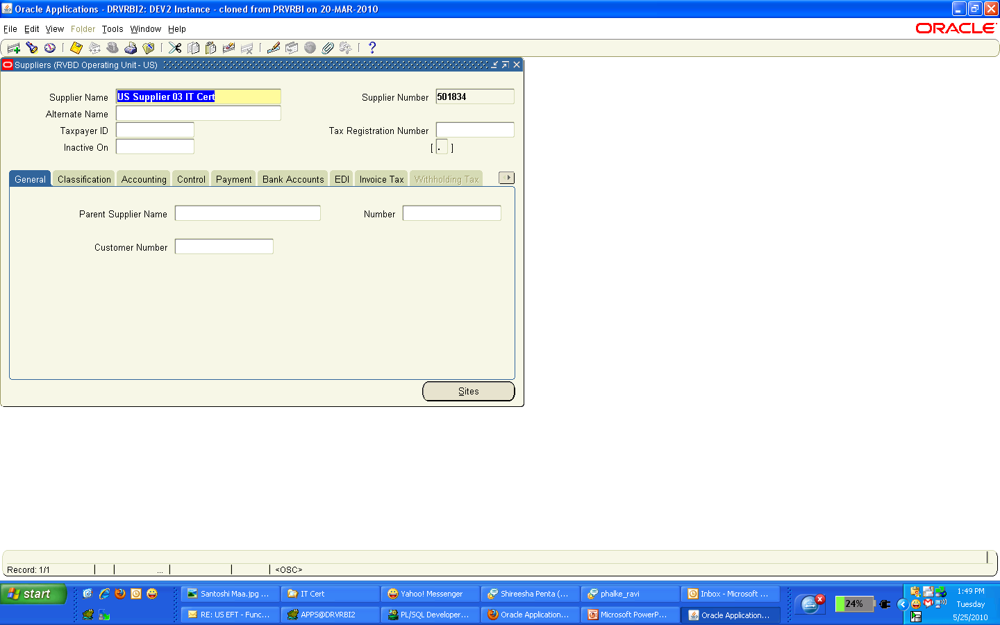 Oracle Applications - DRVRBI2: DEV2 Instance - cloned from PRVRBI on 20-MAR-2010
File Edit View Folder Tools Window Help
ORACLE
Suppliers (RVBD Operating Unit - US)
Supplier Name US Supplier 03 IT Cert Supplier Number 501834
Alternate Name
Taxpayer ID Tax Registration Number
Inactive On [ . ]
General Classification Accounting Control Payment Bank Accounts EDI Invoice Tax Withholding Tax
Parent Supplier Name Number
Customer Number
Sites
Record: 1/1 ... <OSC>
start Santoshi Maa.jpg ... IT Cert Yahoo! Messenger Shireesha Penta (... phalke_ravi Inbox - Microsoft ... 1:49 PM
RE: US EFT - Func... APPS@DRVRBI2 PL/SQL Developer... Oracle Application... Microsoft PowerP... Oracle Application... 24% Tuesday
5/25/2010